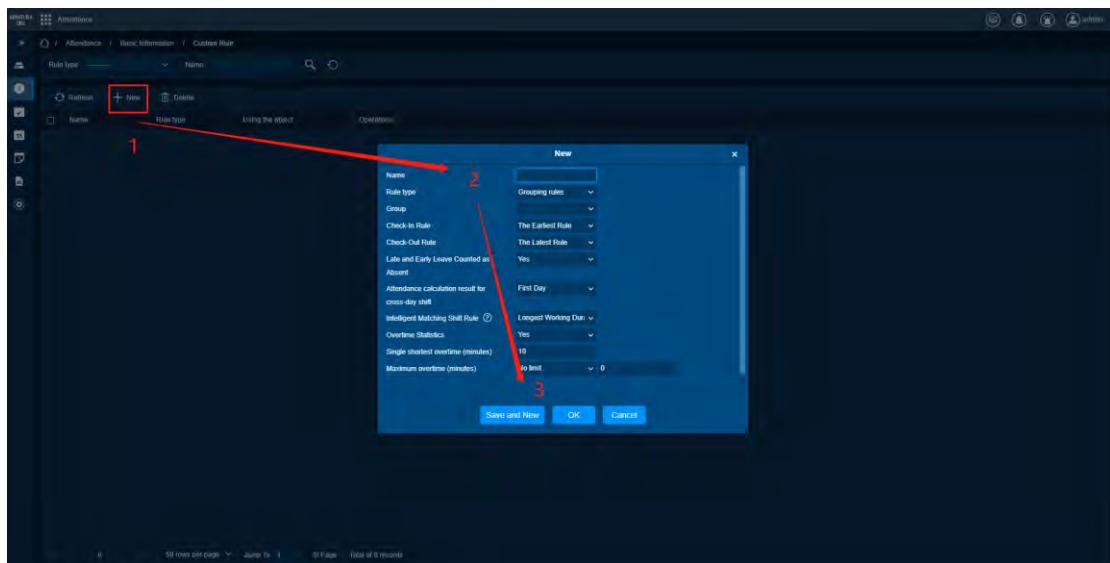 Attendance
admin
/ Attendance / Basic Information / Custom Rule
Rule type Name
Refresh New Delete
Name Rule type Using the object Operations
1
New
×
Name
2
Rule type Grouping rules
Group
Check-In Rule The Earliest Rule
Check-Out Rule The Latest Rule
Late and Early Leave Counted as Yes
Absent
Attendance calculation result for First Day
cross-day shift
Intelligent Matching Shift Rule Longest Working Dura
Overtime Statistics Yes
Single shortest overtime (minutes) 10
Maximum overtime (minutes) No limit 0
3
Save and New OK Cancel
50 rows per page Jump To 1 Page Total of 0 records